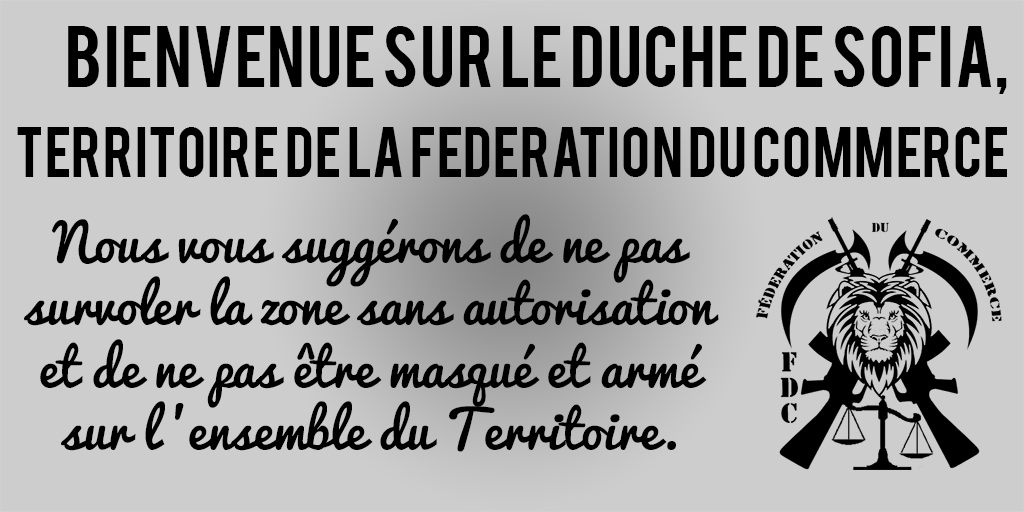 BIENVENUE SUR LE DUCHE DE SOFIA,
TERRITOIRE DE LA FEDERATION DU COMMERCE
Nous vous suggérons de ne pas
survoler la zone sans autorisation
et de ne pas être masqué et armé
sur l'ensemble du Territoire.
FÉDÉRATION DU COMMERCE
FDC